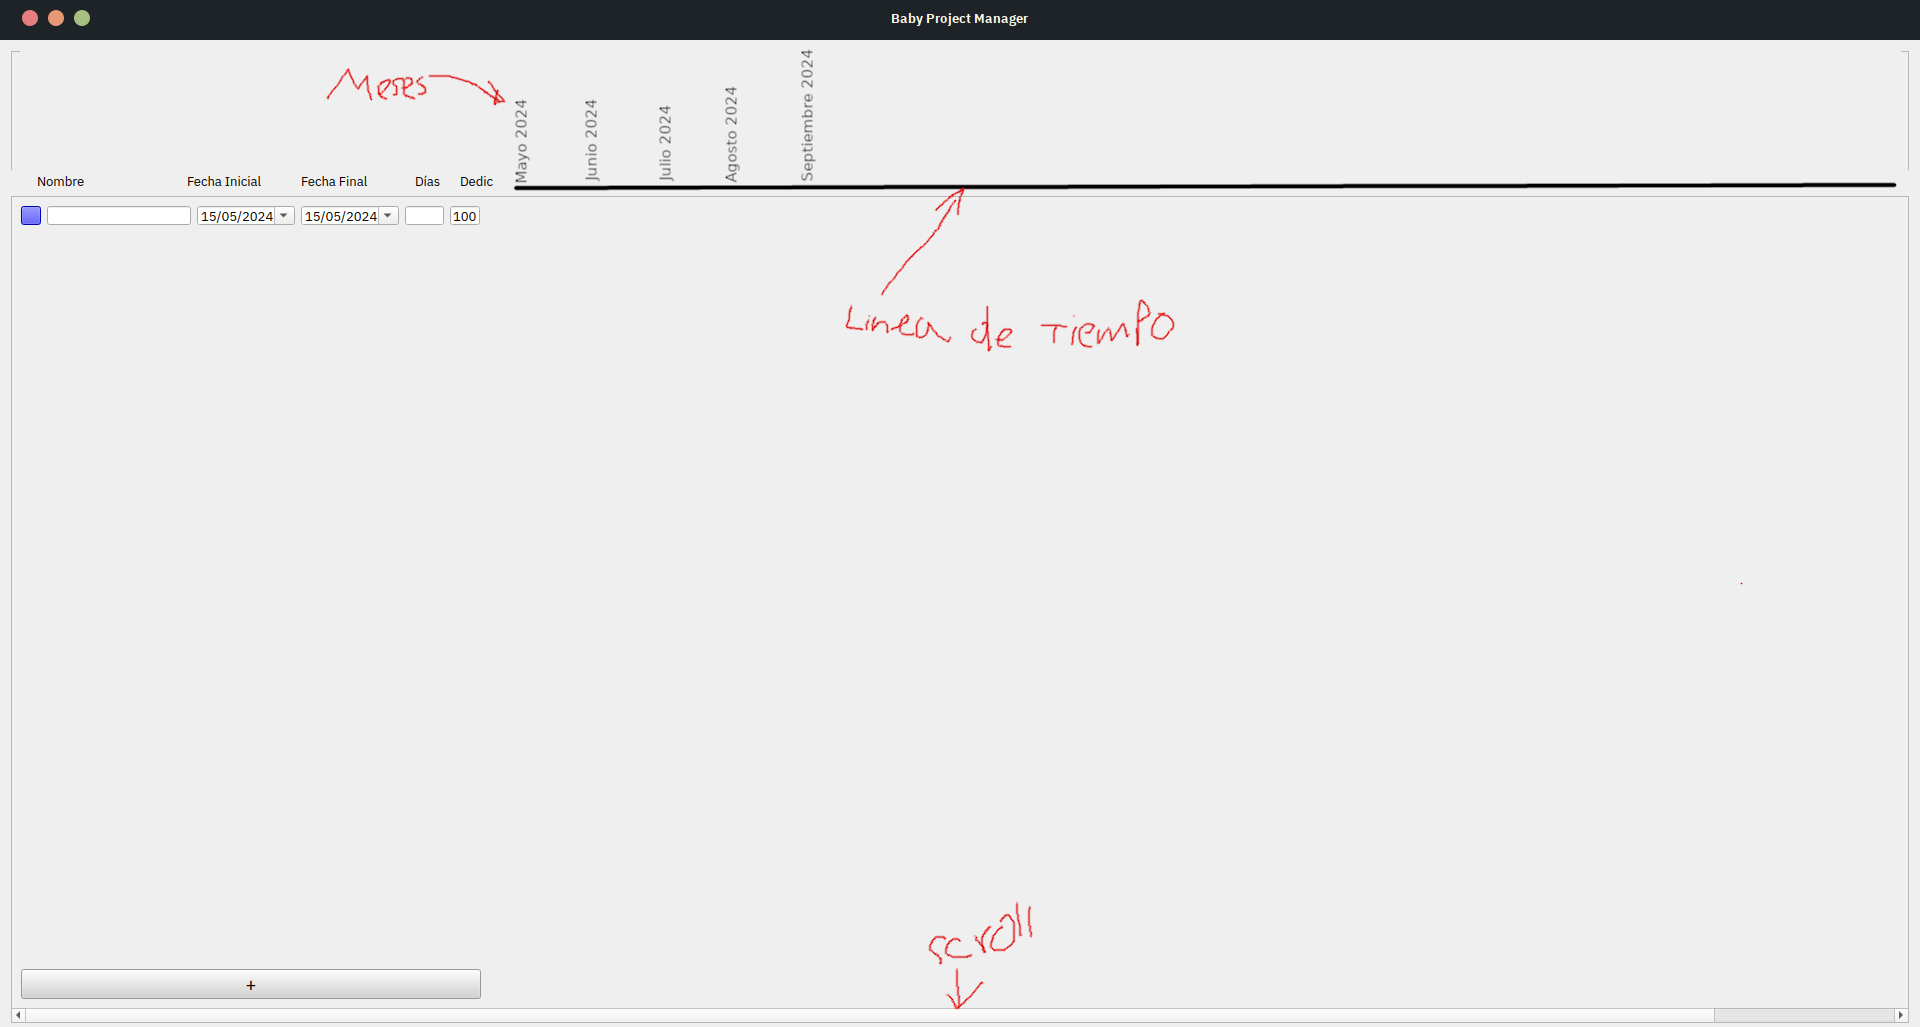 Baby Project Manager
Meses
Mayo 2024
Junio 2024
Julio 2024
Agosto 2024
Septiembre 2024
Nombre Fecha Inicial Fecha Final Días Dedic
15/05/2024 15/05/2024 100
Linea de Tiempo
scroll
+